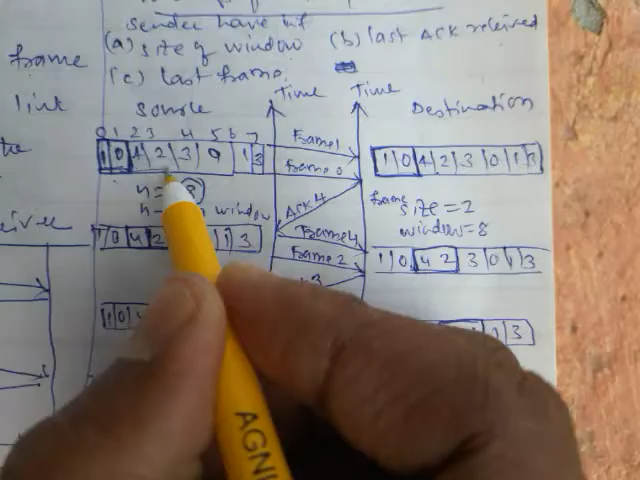 sender have inf
(a) size of window (b) last ACK received
(c) last frame.
frame
link
Source
Time
Time
Destination
0 1 2 3 4 5 6 7
1 0 4 2 3 0 1 3
Frame 1
Frame 0
1 0 4 2 3 0 1
ACK 4
n=
n window
frame
size = 2
window = 8
1 0 4 2 1 3
Frame 4
Frame 2
1 0 4 2 3 0 1 3
3
1 0
1 3
AGNI